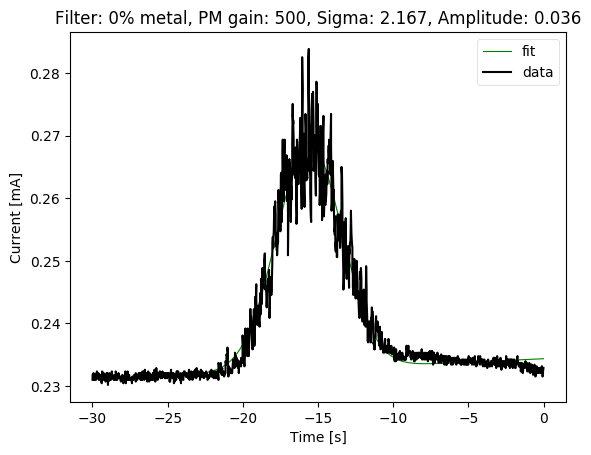 Filter: 0% metal, PM gain: 500, Sigma: 2.167, Amplitude: 0.036
fit
data
0.28
0.27
0.26
0.25
0.24
0.23
Current [mA]
−30
−25
−20
−15
−10
−5
0
Time [s]